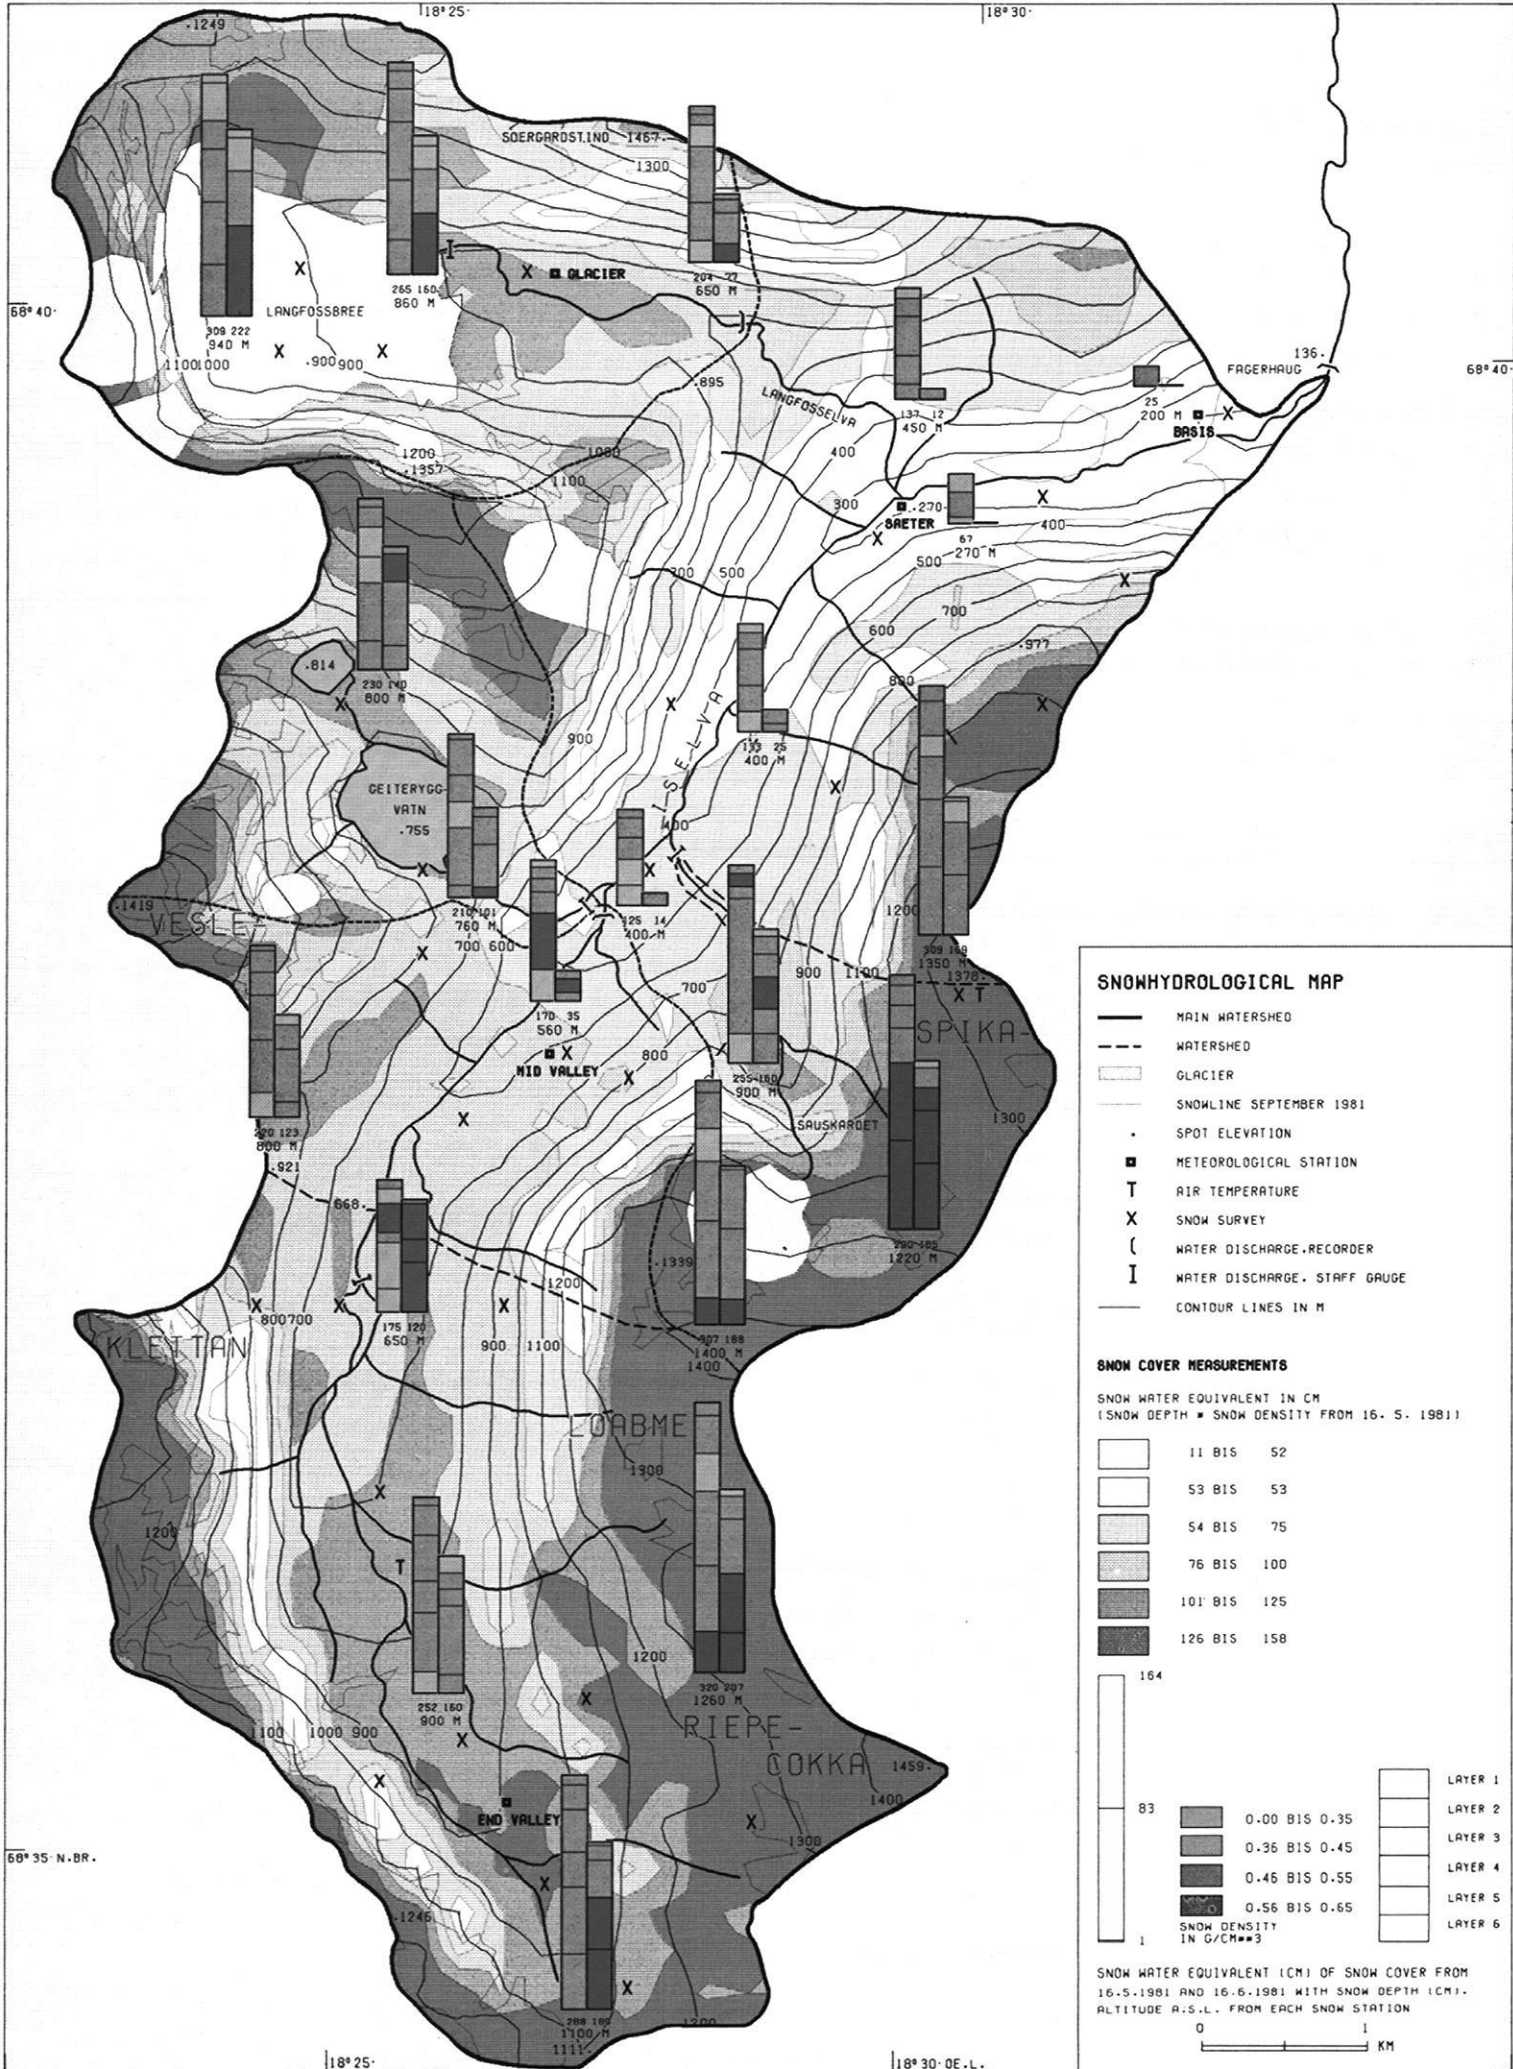 18°25'
18°30'
.1249
SOERGARDSTIND 1467.
1300
GLACIER
204 77
650 M
265 160
860 M
68°40'
LANGFOSSBREE
309 222
940 M
136.
FAGERHAUG
68°40'
1100 1000
.900 900
.895
LANGFOSSELVA
137 12
450 M
25
200 M
BASIS
1200
.1357
1000
1100
400
300
.270
SAETER
67
270 M
400
500
700
600
.977
700 500
.814
230 140
800 M
800
900
133 25
400 M
ISELVA
GEITERYGG-
VATN
.755
400
.1419
VESLE-
210 101
760 M
125 14
400 M
1200
309 169
1350 M
700 600
1378.
900
1100
T
700
170 35
560 M
MID VALLEY
800
255 160
900 M
SPIKA-
220 123
800 M
SAUSKARDET
1300
.921
668.
290 185
1220 M
.1339
1200
175 120
650 M
800 700
KLETTAN
900
1100
307 188
1400 M
1400
LOABME
1300
1200
T
1200
252 160
900 M
320 207
1260 M
1100
1000 900
RIEPE-
COKKA
1459.
1400
END VALLEY
1300
68°35' N.BR.
.1246
288 189
1100 M
1111.
1200
18°25'
18°30' OE.L.
SNOWHYDROLOGICAL MAP
MAIN WATERSHED
WATERSHED
GLACIER
SNOWLINE SEPTEMBER 1981
SPOT ELEVATION
METEOROLOGICAL STATION
T AIR TEMPERATURE
X SNOW SURVEY
( WATER DISCHARGE.RECORDER
I WATER DISCHARGE. STAFF GAUGE
CONTOUR LINES IN M
SNOW COVER MEASUREMENTS
SNOW WATER EQUIVALENT IN CM
(SNOW DEPTH * SNOW DENSITY FROM 16. 5. 1981)
11 BIS 52
53 BIS 53
54 BIS 75
76 BIS 100
101 BIS 125
126 BIS 158
164
83
1
0.00 BIS 0.35
0.36 BIS 0.45
0.46 BIS 0.55
0.56 BIS 0.65
SNOW DENSITY
IN G/CM**3
LAYER 1
LAYER 2
LAYER 3
LAYER 4
LAYER 5
LAYER 6
SNOW WATER EQUIVALENT (CM) OF SNOW COVER FROM
16.5.1981 AND 16.6.1981 WITH SNOW DEPTH (CM).
ALTITUDE A.S.L. FROM EACH SNOW STATION
0 1
KM